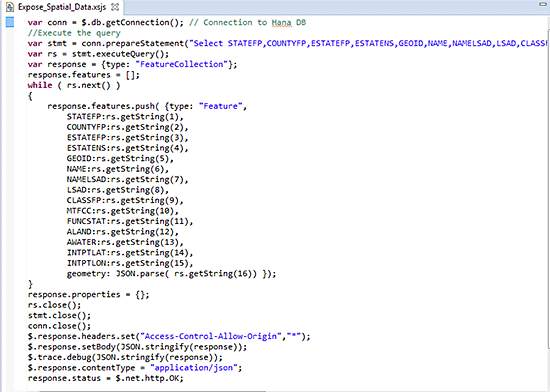 Expose_Spatial_Data.xsjs
var conn = $.db.getConnection(); // Connection to Mana DB
//Execute the query
var stmt = conn.prepareStatement("Select STATEFP,COUNTYFP,ESTATEFP,ESTATENS,GEOID,NAME,NAMELSAD,LSAD,CLASSF
var rs = stmt.executeQuery();
var response = {type: "FeatureCollection"};
response.features = [];
while ( rs.next() )
{
response.features.push( {type: "Feature",
STATEFP:rs.getString(1),
COUNTYFP:rs.getString(2),
ESTATEFP:rs.getString(3),
ESTATENS:rs.getString(4),
GEOID:rs.getString(5),
NAME:rs.getString(6),
NAMELSAD:rs.getString(7),
LSAD:rs.getString(8),
CLASSFP:rs.getString(9),
MTFCC:rs.getString(10),
FUNCSTAT:rs.getString(11),
ALAND:rs.getString(12),
AWATER:rs.getString(13),
INTPTLAT:rs.getString(14),
INTPTLON:rs.getString(15),
geometry: JSON.parse( rs.getString(16)) });
}
response.properties = {};
rs.close();
stmt.close();
conn.close();
$.response.headers.set("Access-Control-Allow-Origin","*");
$.response.setBody(JSON.stringify(response));
$.trace.debug(JSON.stringify(response));
$.response.contentType = "application/json";
response.status = $.net.http.OK;